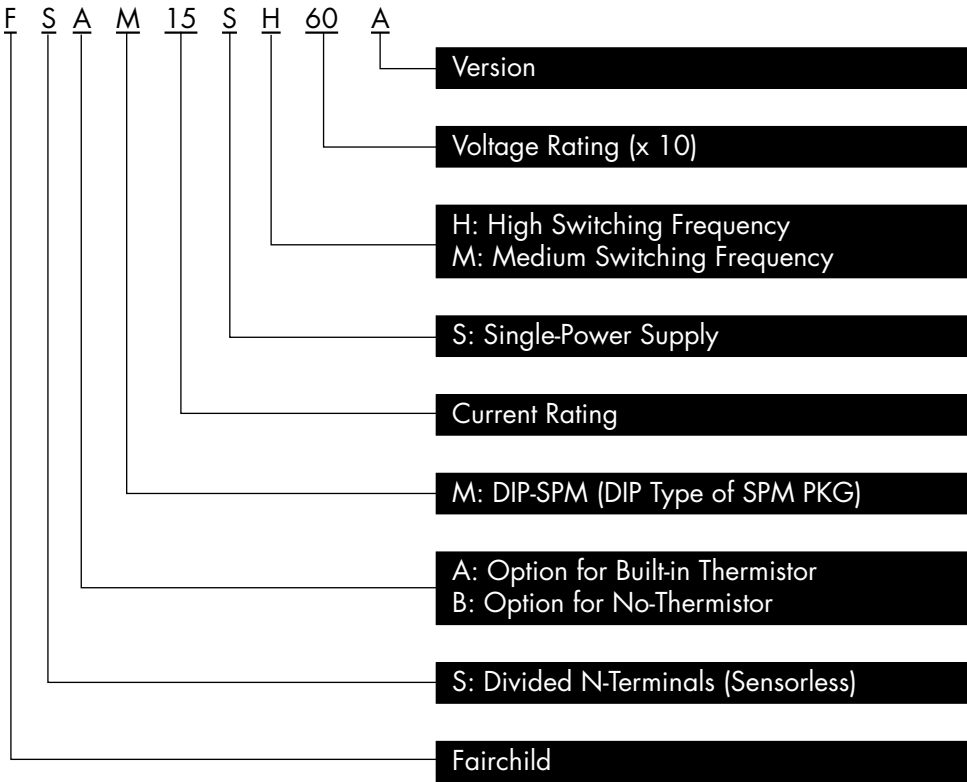 F S A M 15 S H 60 A
Version
Voltage Rating (x 10)
H: High Switching Frequency
M: Medium Switching Frequency
S: Single-Power Supply
Current Rating
M: DIP-SPM (DIP Type of SPM PKG)
A: Option for Built-in Thermistor
B: Option for No-Thermistor
S: Divided N-Terminals (Sensorless)
Fairchild